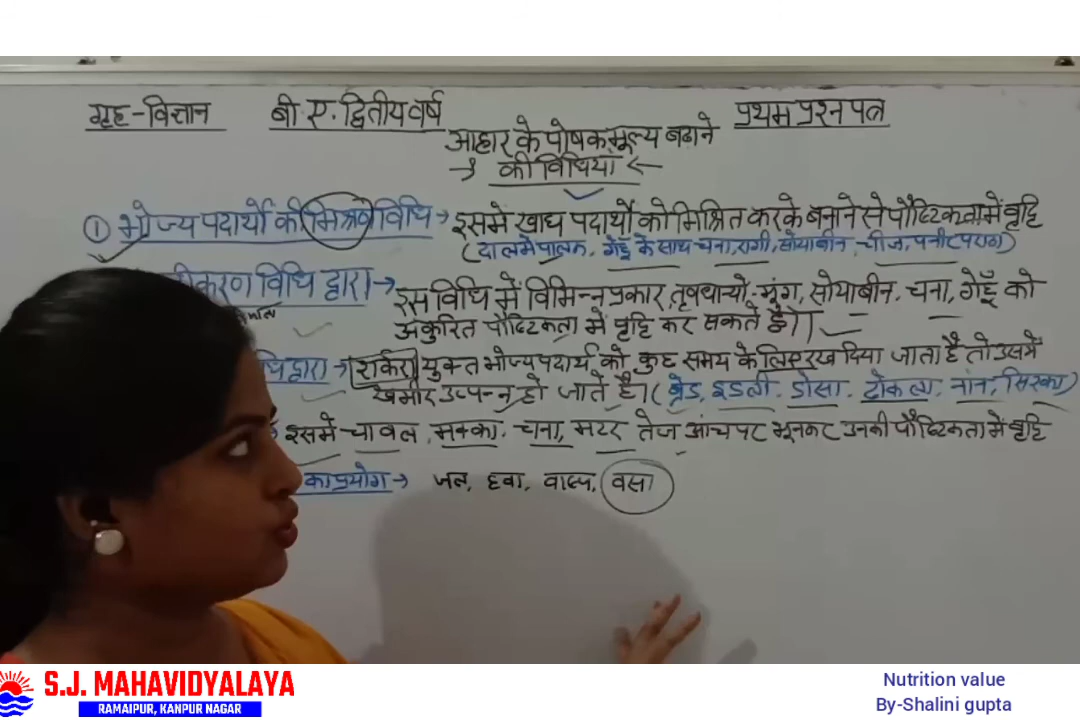 गृह-विज्ञान बी.ए. द्वितीय वर्ष प्रथम प्रश्न पत्र
आहार के पोषक मूल्य बढाने
→ की विधियां ←
① भोज्य पदार्थो की मिश्रण विधि → इसमे खाद्य पदार्थो को मिश्रित करके बनाने से पौष्टिकता में वृद्दि
(दाल मे पालक, गेहूँ के साथ चना, रागी, सोयाबीन, चीज, पनीर पराठा)
करण विधि द्वारा → इस विधि में विभिन्न प्रकार तृणधान्यो-मूंग, सोयाबीन, चना, गेहूँ को
अंकुरित पौष्टिकता में वृद्दि कर सकते है।
द्वारा → शर्करा युक्त भोज्य पदार्थ को कुछ समय के लिए रख दिया जाता है तो उसमे
खमीर उत्पन्न हो जाते है। (ब्रेड, इडली, डोसा, ढोकला, नान, सिरका)
इसमे चावल, मक्का, चना, मटर तेज आंच पर भूनकर उनकी पौष्टिकता में वृद्दि
का प्रयोग → जल, हवा, वाष्प, वसा
S.J. MAHAVIDYALAYA
RAMAIPUR, KANPUR NAGAR
Nutrition value
By-Shalini gupta